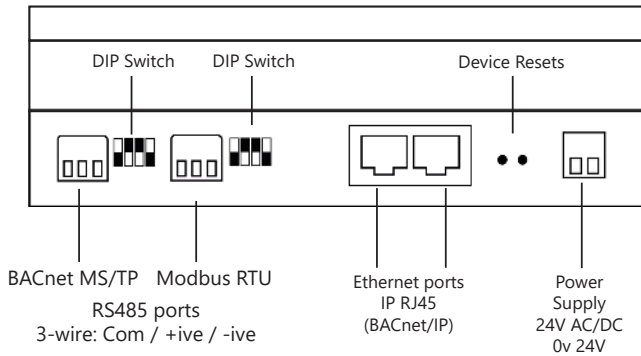 DIP Switch
DIP Switch
Device Resets
BACnet MS/TP
Modbus RTU
RS485 ports
3-wire: Com / +ive / -ive
Ethernet ports
IP RJ45
(BACnet/IP)
Power
Supply
24V AC/DC
0v 24V